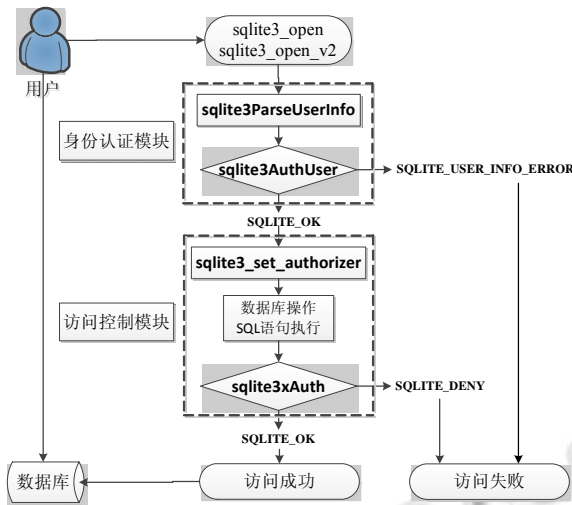 sqlite3_open
sqlite3_open_v2
用户
sqlite3ParseUserInfo
身份认证模块
sqlite3AuthUser
SQLITE_USER_INFO_ERROR
SQLITE_OK
sqlite3_set_authorizer
数据库操作
SQL语句执行
访问控制模块
sqlite3xAuth
SQLITE_DENY
SQLITE_OK
数据库
访问成功
访问失败